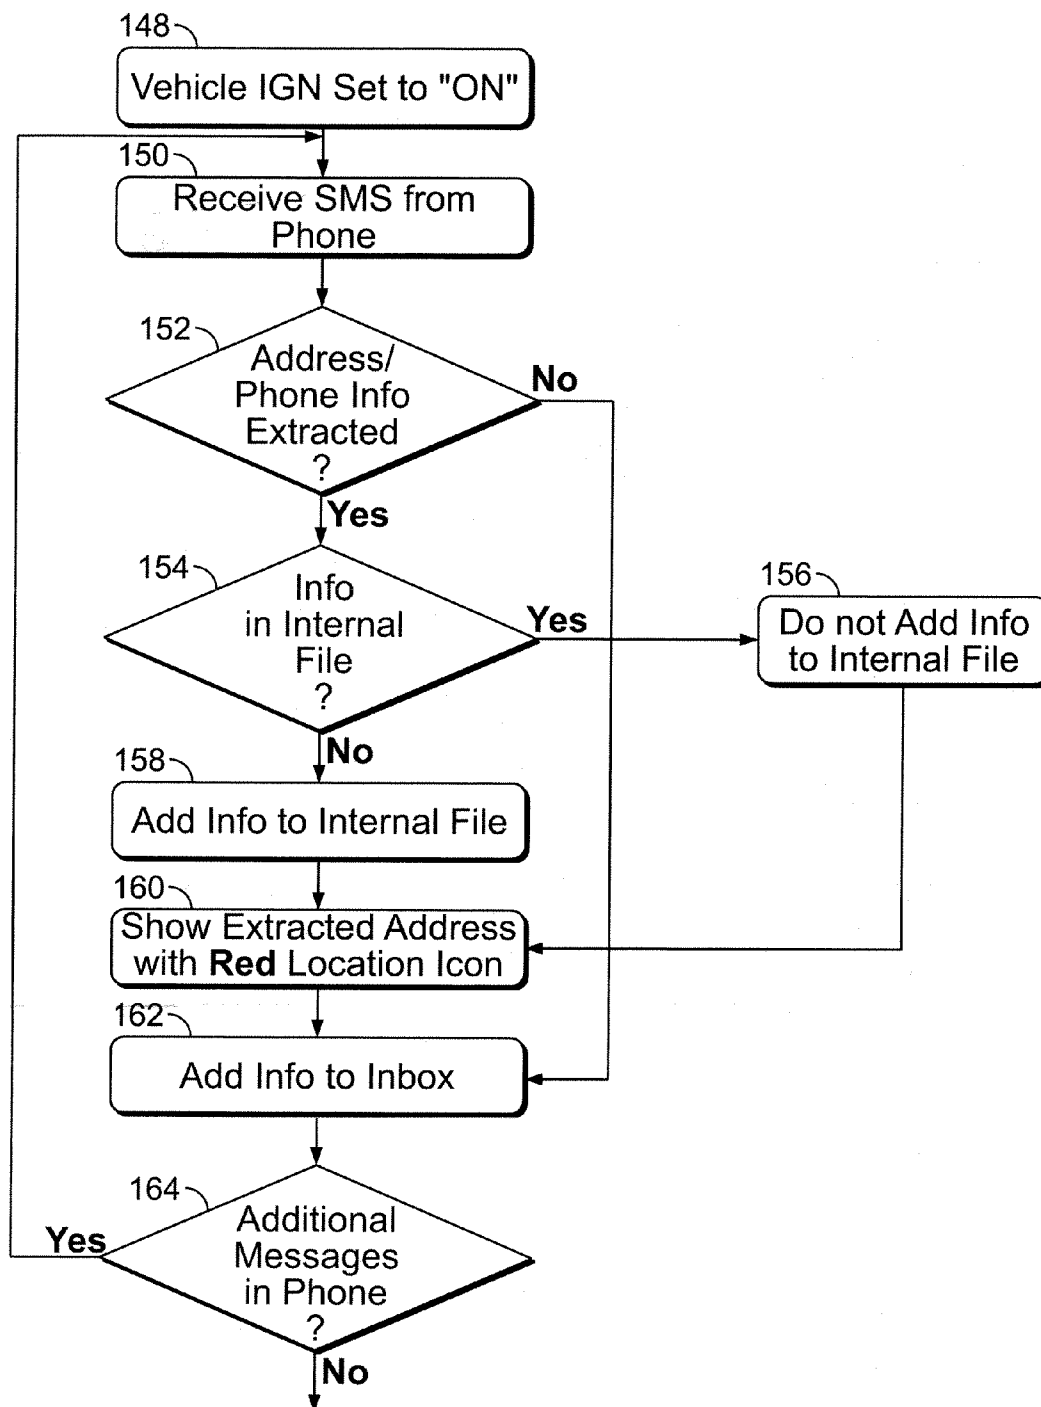 148
Vehicle IGN Set to "ON"
150
Receive SMS from
Phone
152
Address/
Phone Info
Extracted
?
No
Yes
154
Info
in Internal
File
?
Yes
156
Do not Add Info
to Internal File
No
158
Add Info to Internal File
160
Show Extracted Address
with Red Location Icon
162
Add Info to Inbox
164
Additional
Messages
in Phone
?
Yes
No